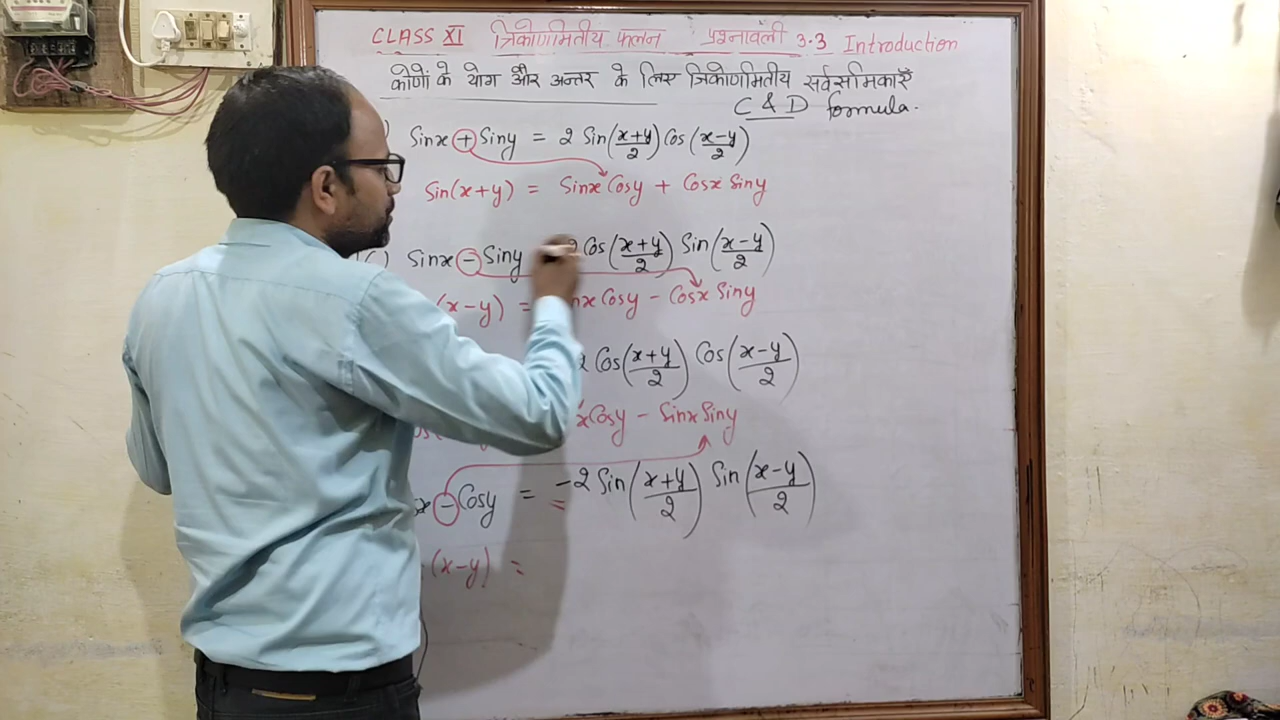 CLASS XI त्रिकोणमितीय फलन प्रश्नावली 3.3 Introduction
कोणों के योग और अन्तर के लिए त्रिकोणमितीय सर्वसमिकाएँ
C & D formula.
) Sinx + Siny = 2 Sin(x+y/2) Cos(x-y/2)
Sin(x+y) = Sinx Cosy + Cosx Siny
Sinx - Siny 2 Cos(x+y/2) Sin(x-y/2)
(x-y) = nx Cosy - Cosx Siny
2 Cos(x+y/2) Cos(x-y/2)
xCosy - Sinx Siny
x - Cosy = -2 Sin(x+y/2) Sin(x-y/2)
(x-y) =